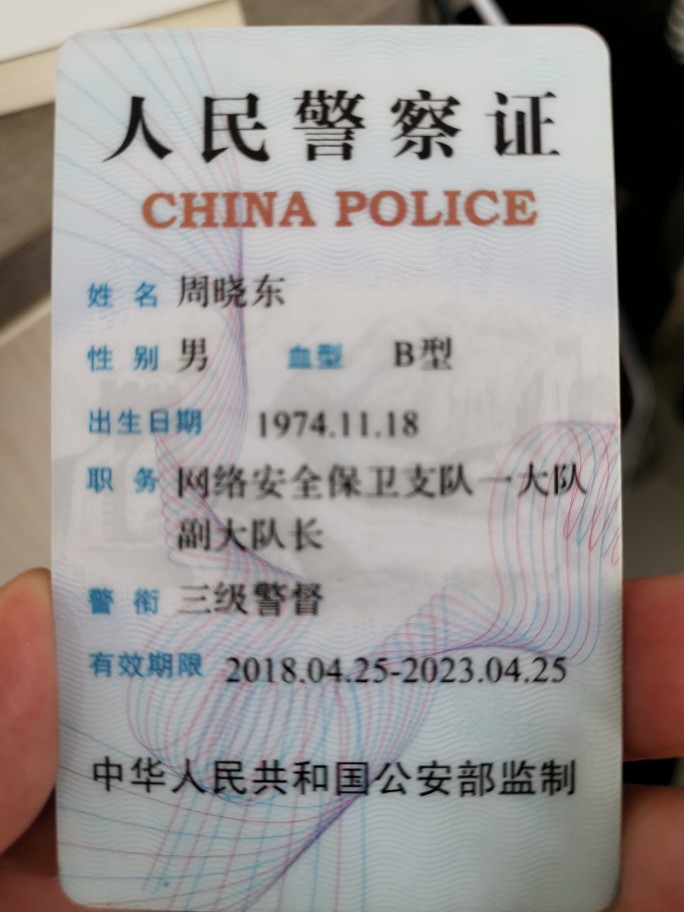 人民警察证
CHINA POLICE
姓 名 周晓东
性 别 男 血型 B型
出生日期 1974.11.18
职 务 网络安全保卫支队一大队
副大队长
警 衔 三级警督
有效期限 2018.04.25-2023.04.25
中华人民共和国公安部监制